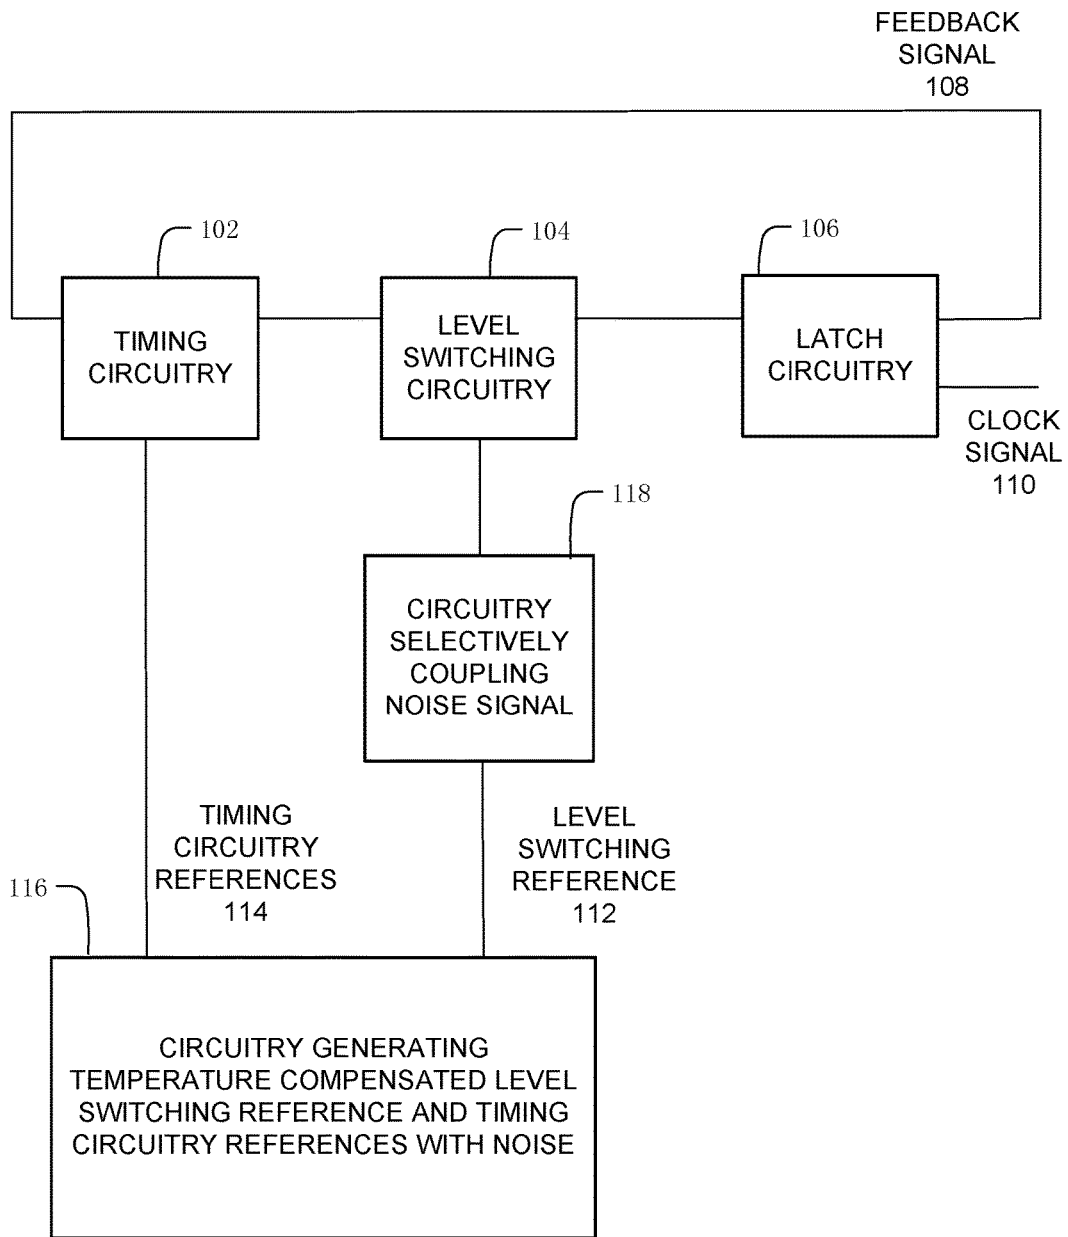 FEEDBACK
SIGNAL
108
102
104
106
TIMING
CIRCUITRY
LEVEL
SWITCHING
CIRCUITRY
LATCH
CIRCUITRY
CLOCK
SIGNAL
110
118
CIRCUITRY
SELECTIVELY
COUPLING
NOISE SIGNAL
TIMING
CIRCUITRY
REFERENCES
114
LEVEL
SWITCHING
REFERENCE
112
116
CIRCUITRY GENERATING
TEMPERATURE COMPENSATED LEVEL
SWITCHING REFERENCE AND TIMING
CIRCUITRY REFERENCES WITH NOISE